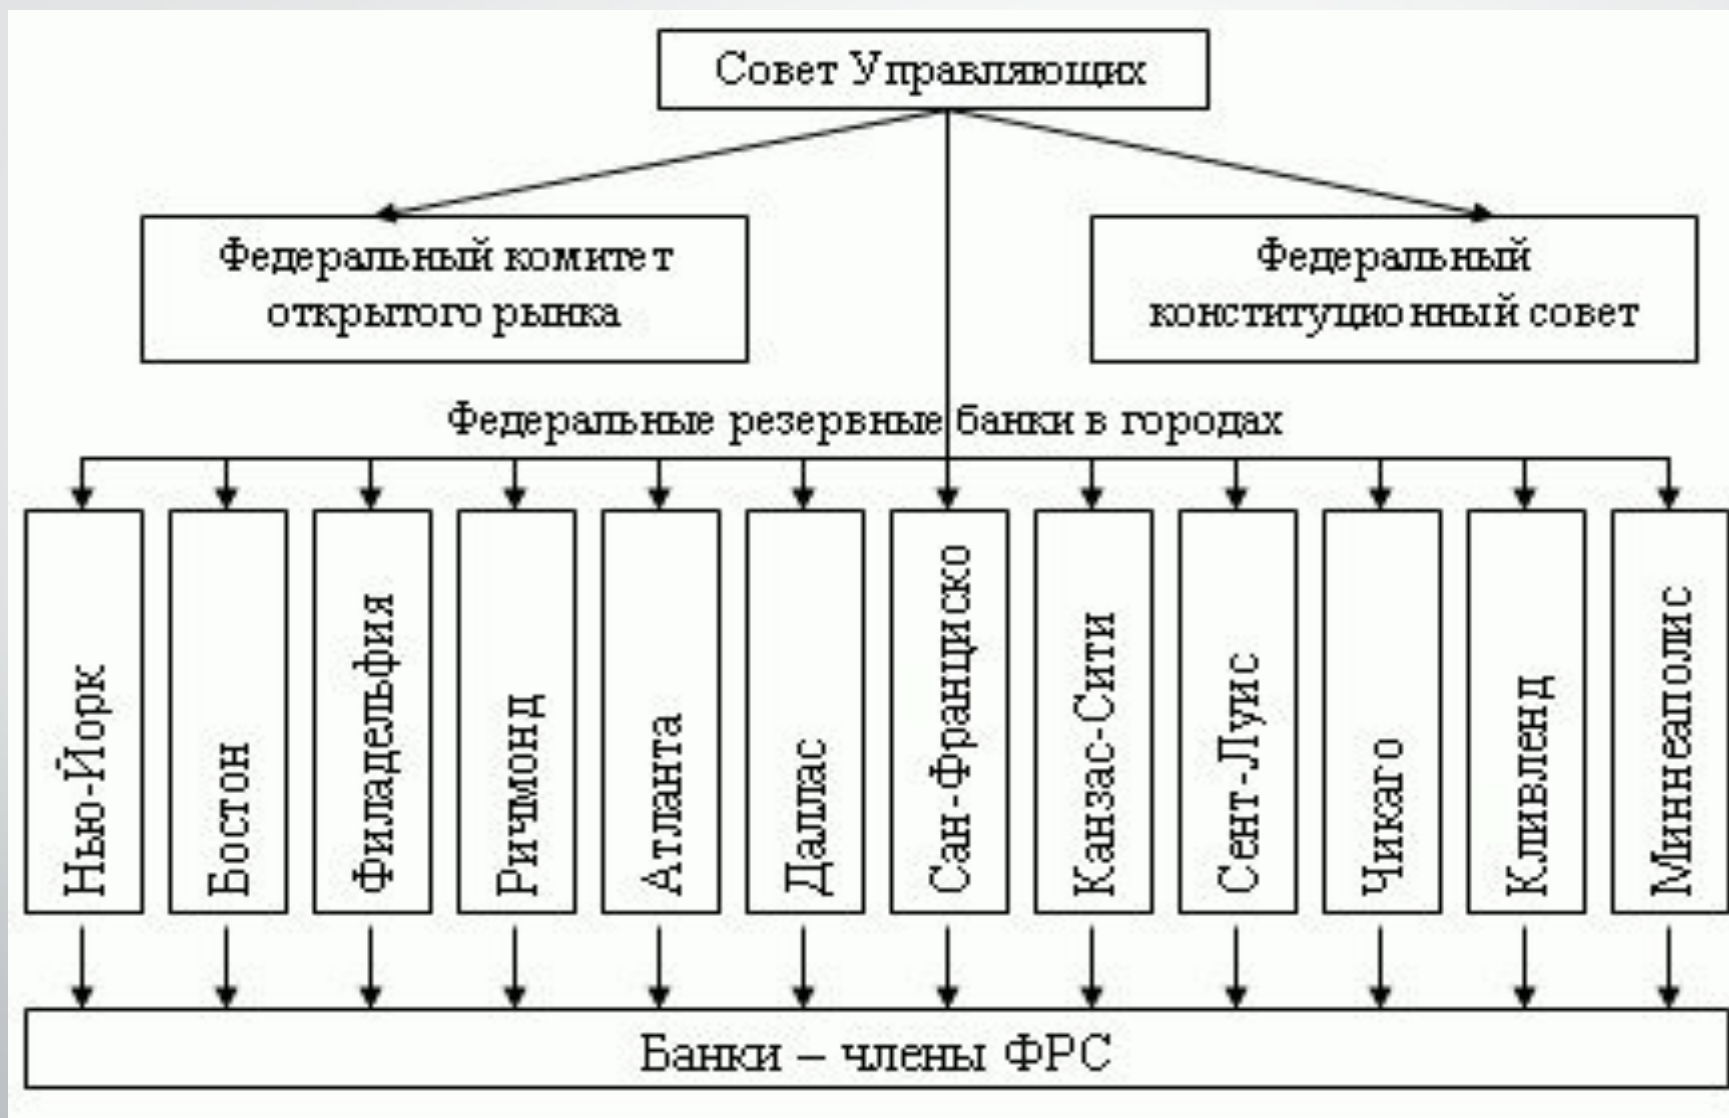 Совет Управляющих
Федеральный комитет
открытого рынка
Федеральный
конституционный совет
Федеральные резервные банки в городах
Нью-Йорк
Бостон
Филадельфия
Ричмонд
Атланта
Даллас
Сан-Франциско
Канзас-Сити
Сент-Луис
Чикаго
Кливленд
Миннеаполис
Банки – члены ФРС